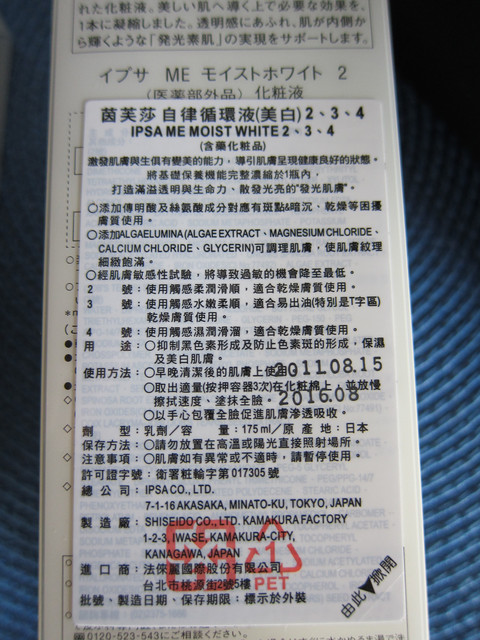 れた化粧液。美しい肌へ導く上で必要な効果を、
1本に凝縮しました。透明感にあふれ、肌が内側か
ら輝くような「発光素肌」の実現をサポートします。
イプサ ME モイストホワイト 2
(医薬部外品) 化粧液
茵芙莎 自律循環液(美白) 2、3、4
IPSA ME MOIST WHITE 2、3、4
(含藥化粧品)
激發肌膚與生俱有變美的能力，導引肌膚呈現健康良好的狀態。
將基礎保養機能完整濃縮於1瓶內，
打造滿溢透明與生命力、散發光亮的"發光肌膚"。
○添加傳明酸及絲氨酸成分對應有斑點&暗沉、乾燥等困擾
膚質使用。
○添加ALGAELUMINA(ALGAE EXTRACT、MAGNESIUM CHLORIDE、
CALCIUM CHLORIDE、GLYCERIN)可調理肌膚，使肌膚紋理
細緻飽滿。
○經肌膚敏感性試驗，將導致過敏的機會降至最低。
2 號：使用觸感柔潤滑順，適合乾燥膚質使用。
3 號：使用觸感水嫩柔順，適合易出油(特別是T字區)
乾燥膚質使用。
4 號：使用觸感濕潤滑溜，適合乾燥膚質使用。
用 途：○抑制黑色素形成及防止色素斑的形成，保濕
及美白肌膚。
使用方法：○早晚清潔後的肌膚上使用 2011.08.15
○取出適量(按押容器3次)在化粧棉上，並放慢
擦拭速度、塗抹全臉。 2016.08
○以手心包覆全臉促進肌膚滲透吸收。
劑 型：乳劑／容 量：175 ml／原 產 地：日本
保存方法：○請勿放置在高溫或陽光直接照射場所。
注意事項：○肌膚如有異常或不適時，請暫停使用。
許可證字號：衛署粧輸字第 017305號
總 公 司：IPSA CO., LTD.
7-1-16 AKASAKA, MINATO-KU, TOKYO, JAPAN
製 造 廠：SHISEIDO CO., LTD. KAMAKURA FACTORY
1-2-3, IWASE, KAMAKURA-CITY,
KANAGAWA, JAPAN
進 口 商：法倈麗國際股份有限公司
台北市桃源街2號5樓
1
PET
批號、製造日期、保存期限：標示於外裝
由此▼掀開
0120-523-543にご相談ください。